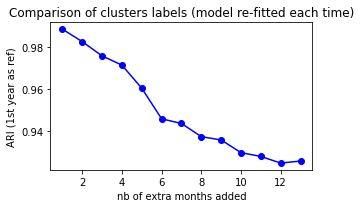 Comparison of clusters labels (model re-fitted each time)
ARI (1st year as ref)
0.98
0.96
0.94
2 4 6 8 10 12
nb of extra months added